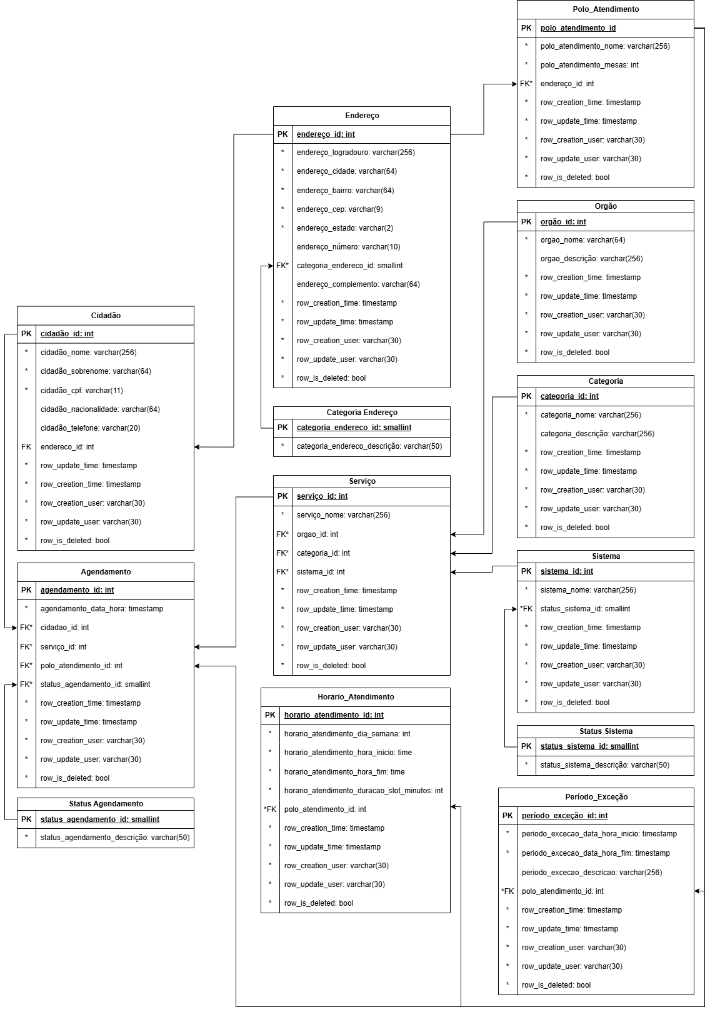 Polo_Atendimento
PK polo_atendimento_id
* polo_atendimento_nome: varchar(256)
* polo_atendimento_mesas: int
FK* endereço_id: int
* row_creation_time: timestamp
* row_update_time: timestamp
* row_creation_user: varchar(30)
* row_update_user: varchar(30)
* row_is_deleted: bool
Endereço
PK endereço_id: int
* endereço_logradouro: varchar(256)
* endereço_cidade: varchar(64)
* endereço_bairro: varchar(64)
* endereço_cep: varchar(9)
* endereço_estado: varchar(2)
endereço_número: varchar(10)
FK* categoria_endereco_id: smallint
endereço_complemento: varchar(64)
* row_creation_time: timestamp
* row_update_time: timestamp
* row_creation_user: varchar(30)
* row_update_user: varchar(30)
* row_is_deleted: bool
Orgão
PK orgão_id: int
* orgao_nome: varchar(64)
orgao_descrição: varchar(256)
* row_creation_time: timestamp
* row_update_time: timestamp
* row_creation_user: varchar(30)
* row_update_user: varchar(30)
* row_is_deleted: bool
Cidadão
PK cidadão_id: int
* cidadão_nome: varchar(256)
* cidadão_sobrenome: varchar(64)
* cidadão_cpf: varchar(11)
cidadão_nacionalidade: varchar(64)
cidadão_telefone: varchar(20)
FK endereco_id: int
* row_update_time: timestamp
* row_creation_time: timestamp
* row_creation_user: varchar(30)
* row_update_user: varchar(30)
* row_is_deleted: bool
Categoria Endereço
PK categoria_endereco_id: smallint
* categoria_endereco_descrição: varchar(50)
Categoria
PK categoria_id: int
* categoria_nome: varchar(256)
categoria_descrição: varchar(256)
* row_creation_time: timestamp
* row_update_time: timestamp
* row_creation_user: varchar(30)
* row_update_user: varchar(30)
* row_is_deleted: bool
Serviço
PK serviço_id: int
* serviço_nome: varchar(256)
FK* orgao_id: int
FK* categoria_id: int
FK* sistema_id: int
* row_creation_time: timestamp
* row_update_time: timestamp
* row_creation_user: varchar(30)
* row_update_user: varchar(30)
* row_is_deleted: bool
Sistema
PK sistema_id: int
* sistema_nome: varchar(256)
*FK status_sistema_id: smallint
* row_creation_time: timestamp
* row_update_time: timestamp
* row_creation_user: varchar(30)
* row_update_user: varchar(30)
* row_is_deleted: bool
Agendamento
PK agendamento_id: int
* agendamento_data_hora: timestamp
FK* cidadao_id: int
FK* serviço_id: int
FK* polo_atendimento_id: int
FK* status_agendamento_id: smallint
* row_creation_time: timestamp
* row_update_time: timestamp
* row_creation_user: varchar(30)
* row_update_user: varchar(30)
* row_is_deleted: bool
Horario_Atendimento
PK horario_atendimento_id: int
* horario_atendimento_dia_semana: int
* horario_atendimento_hora_inicio: time
* horario_atendimento_hora_fim: time
* horario_atendimento_duracao_slot_minutos: int
*FK polo_atendimento_id: int
* row_creation_time: timestamp
* row_update_time: timestamp
* row_creation_user: varchar(30)
* row_update_user: varchar(30)
* row_is_deleted: bool
Status Sistema
PK status_sistema_id: smallint
* status_sistema_descrição: varchar(50)
Status Agendamento
PK status_agendamento_id: smallint
* status_agendamento_descrição: varchar(50)
Período_Exceção
PK período_exceção_id: int
* periodo_excecao_data_hora_inicio: timestamp
* periodo_excecao_data_hora_fim: timestamp
periodo_excecao_descricao: varchar(256)
*FK polo_atendimento_id: int
* row_creation_time: timestamp
* row_update_time: timestamp
* row_creation_user: varchar(30)
* row_update_user: varchar(30)
* row_is_deleted: bool